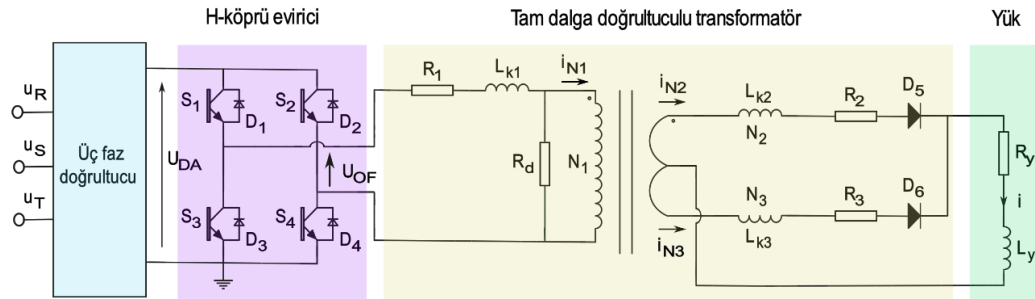 H-köprü evirici
Tam dalga doğrultuculu transformatör
Yük
u_R
u_S
u_T
Üç faz
doğrultucu
U_DA
S_1
D_1
S_2
D_2
S_3
D_3
S_4
D_4
U_OF
R_1
L_k1
i_N1
R_d
N_1
i_N2
L_k2
N_2
R_2
D_5
N_3
L_k3
R_3
D_6
i_N3
R_y
i
L_y